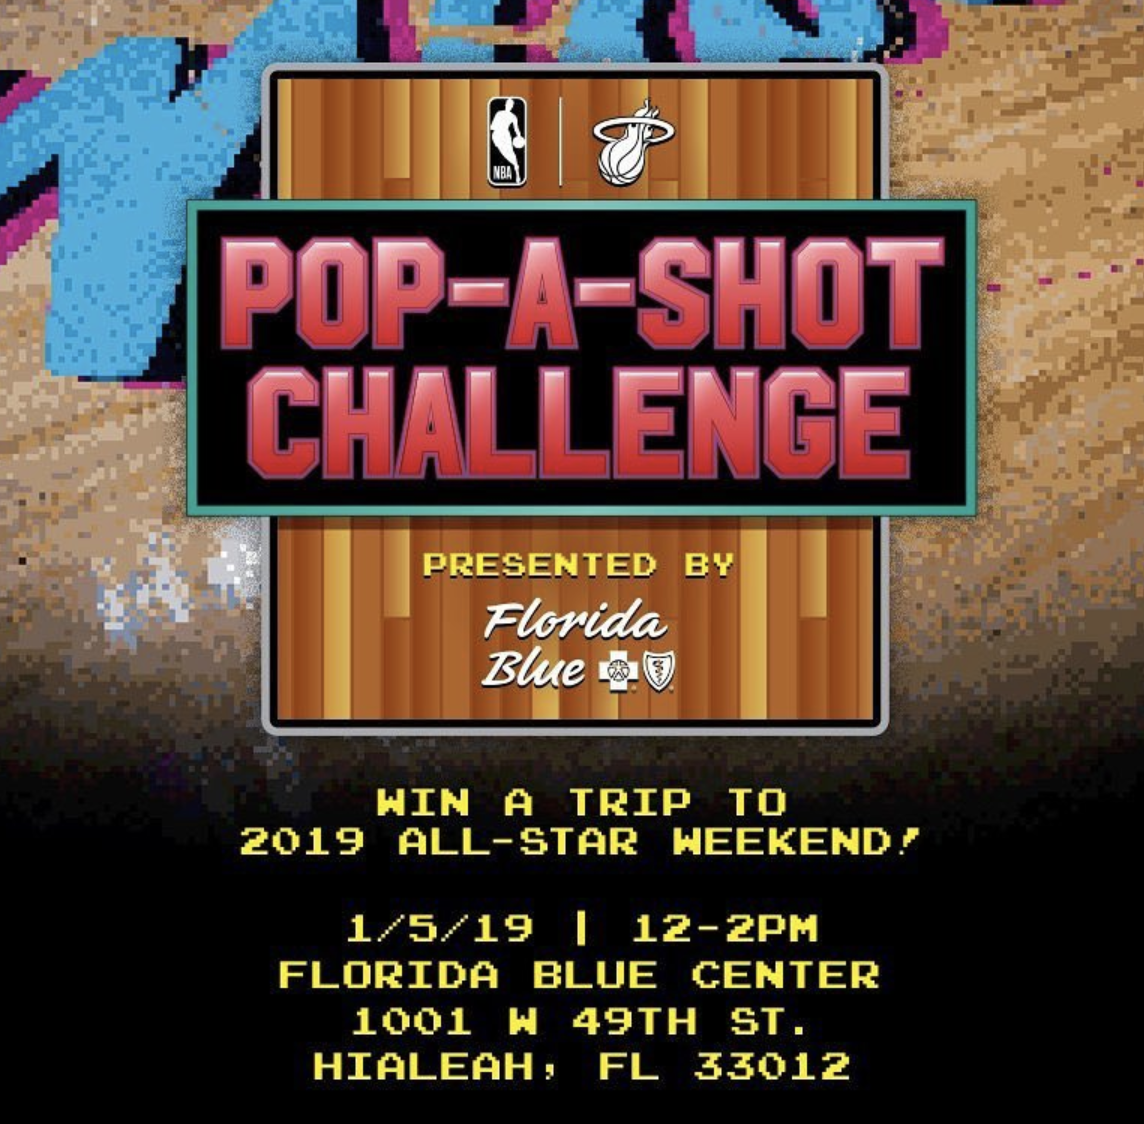 NBA
POP-A-SHOT
CHALLENGE
PRESENTED BY
Florida
Blue
WIN A TRIP TO
2019 ALL-STAR WEEKEND!
1/5/19 | 12-2PM
FLORIDA BLUE CENTER
1001 W 49TH ST.
HIALEAH, FL 33012